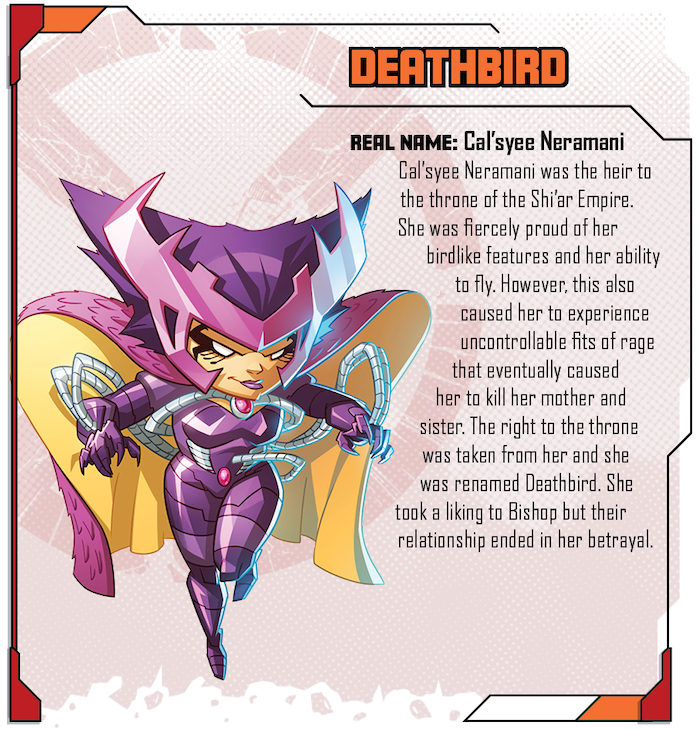 DEATHBIRD
REAL NAME: Cal'syee Neramani
Cal'syee Neramani was the heir to
the throne of the Shi'ar Empire.
She was fiercely proud of her
birdlike features and her ability
to fly. However, this also
caused her to experience
uncontrollable fits of rage
that eventually caused
her to kill her mother and
sister. The right to the throne
was taken from her and she
was renamed Deathbird. She
took a liking to Bishop but their
relationship ended in her betrayal.